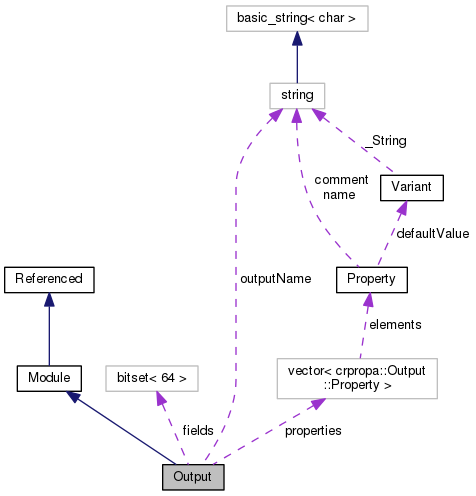 basic_string< char >
string
_String
comment
name
Variant
defaultValue
Referenced
outputName
Property
elements
Module
bitset< 64 >
vector< crpropa::Output
::Property >
fields
properties
Output